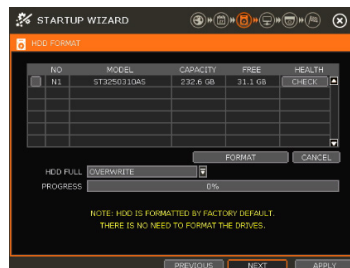 STARTUP WIZARD
HDD FORMAT
NO MODEL CAPACITY FREE HEALTH
N1 ST3250310AS 232.6 GB 31.1 GB CHECK
FORMAT CANCEL
HDD FULL OVERWRITE
PROGRESS 0%
NOTE: HDD IS FORMATTED BY FACTORY DEFAULT.
THERE IS NO NEED TO FORMAT THE DRIVES.
PREVIOUS NEXT APPLY